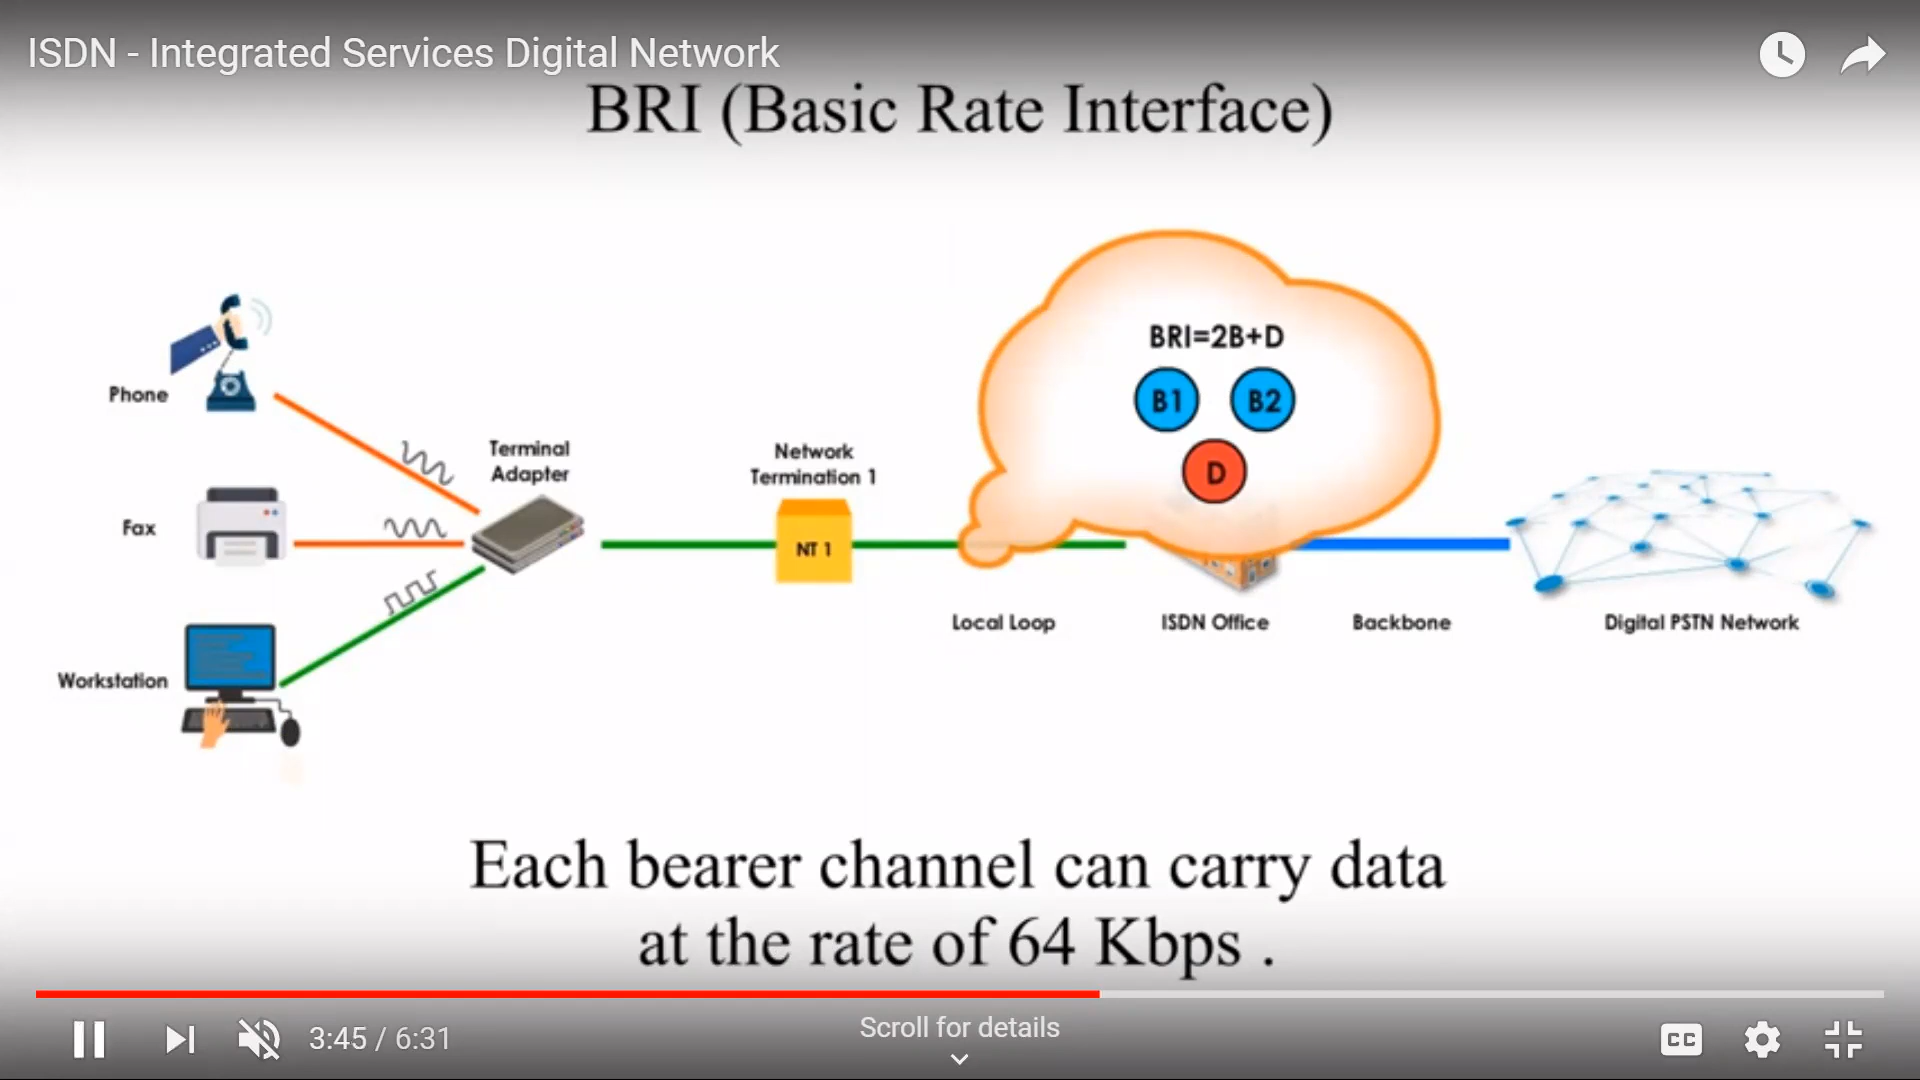 ISDN - Integrated Services Digital Network
BRI (Basic Rate Interface)
BRI=2B+D
B1
B2
D
Phone
Terminal
Adapter
Network
Termination 1
Fax
NT 1
Local Loop
ISDN Office
Backbone
Digital PSTN Network
Workstation
Each bearer channel can carry data
at the rate of 64 Kbps .
3:45 / 6:31
Scroll for details
CC